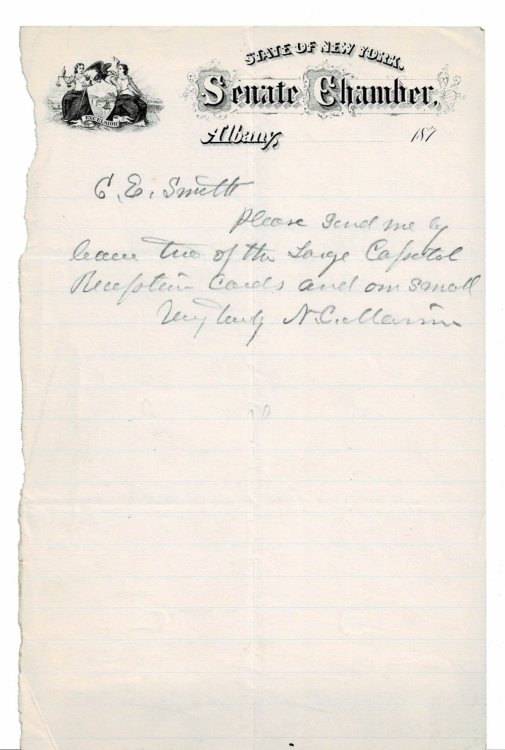 STATE OF NEW YORK.
Senate Chamber.
EXCELSIOR
Albany, 187
C. E. Smith
Please send me by
two of the Large Capitol
Reception Cards and one small
Very truly N. C.